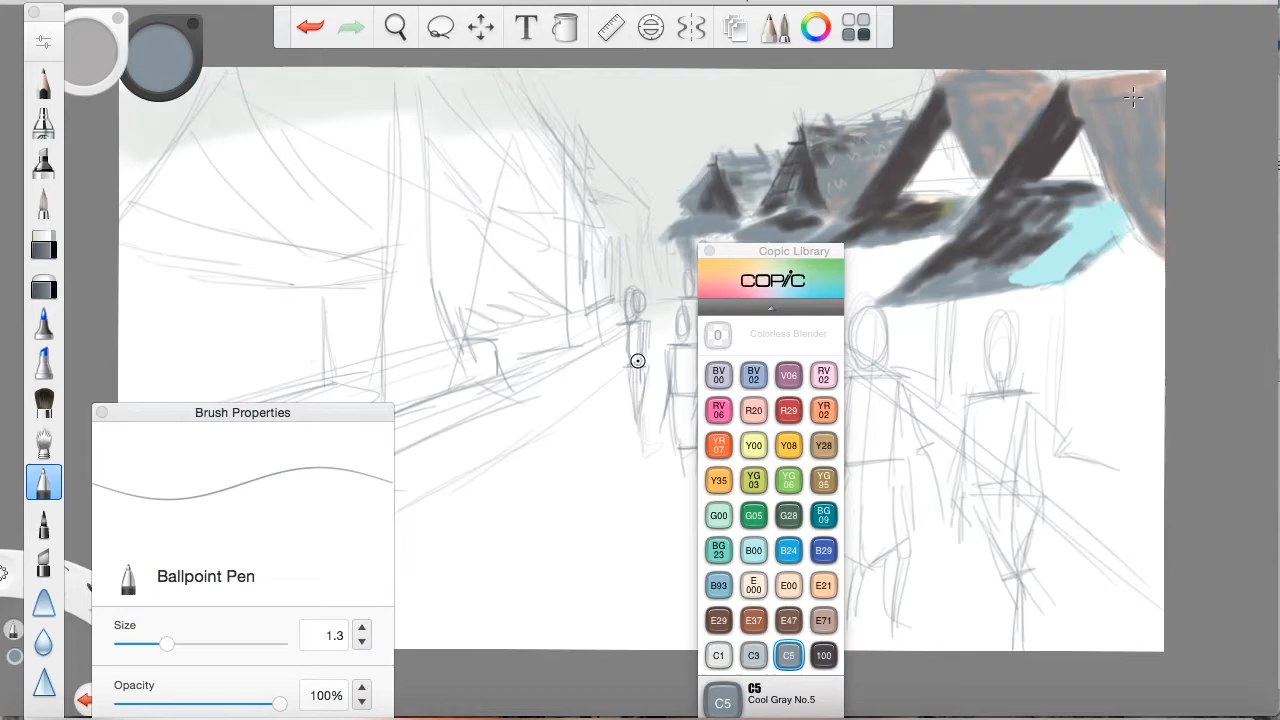 T
Copic Library
COPIC
0 Colorless Blender
BV 00 BV 02 V06 RV 02
RV 06 R20 R29 YR 02
YR 07 Y00 Y08 Y28
Y35 YG 03 YG 06 YG 95
G00 G05 G28 BG 09
BG 23 B00 B24 B29
B93 E 000 E00 E21
E29 E37 E47 E71
C1 C3 C5 100
C5 C5
Cool Gray No.5
Brush Properties
Ballpoint Pen
Size
1.3
Opacity
100%